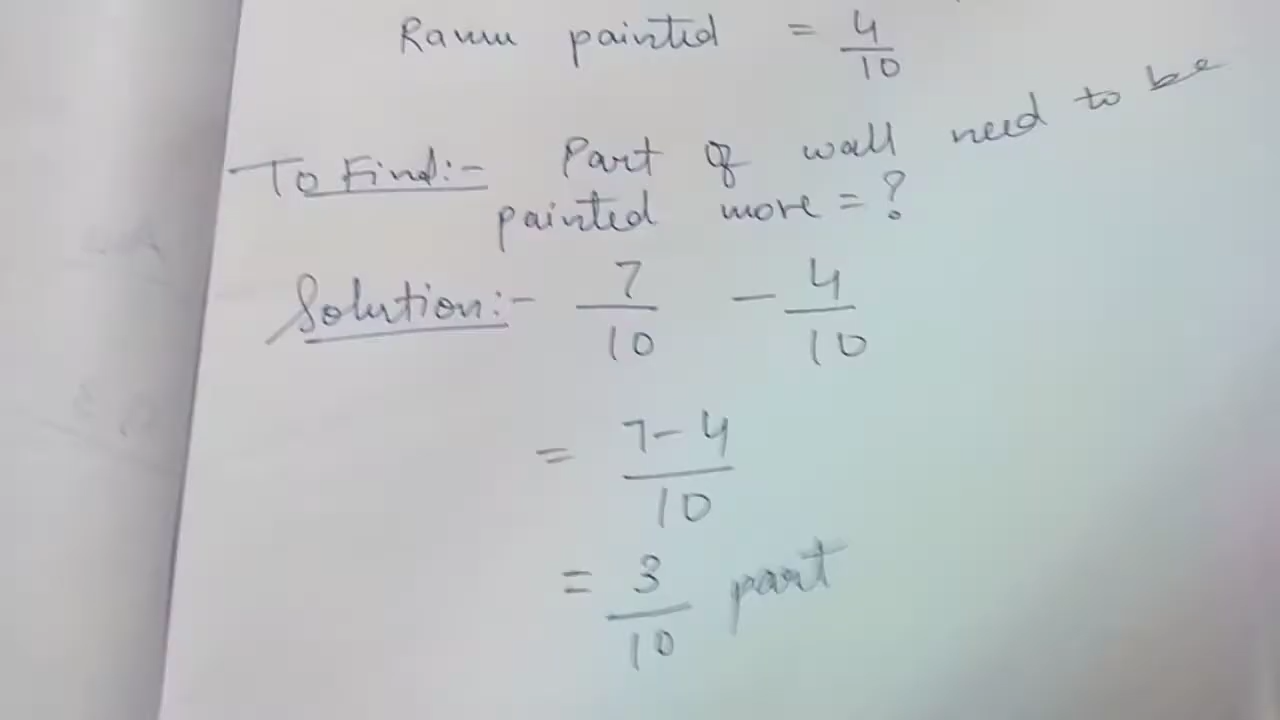 Ramu painted = 4/10
To Find:- Part of wall need to be
painted more = ?
Solution:- 7/10 - 4/10
= 7-4/10
= 3/10 part